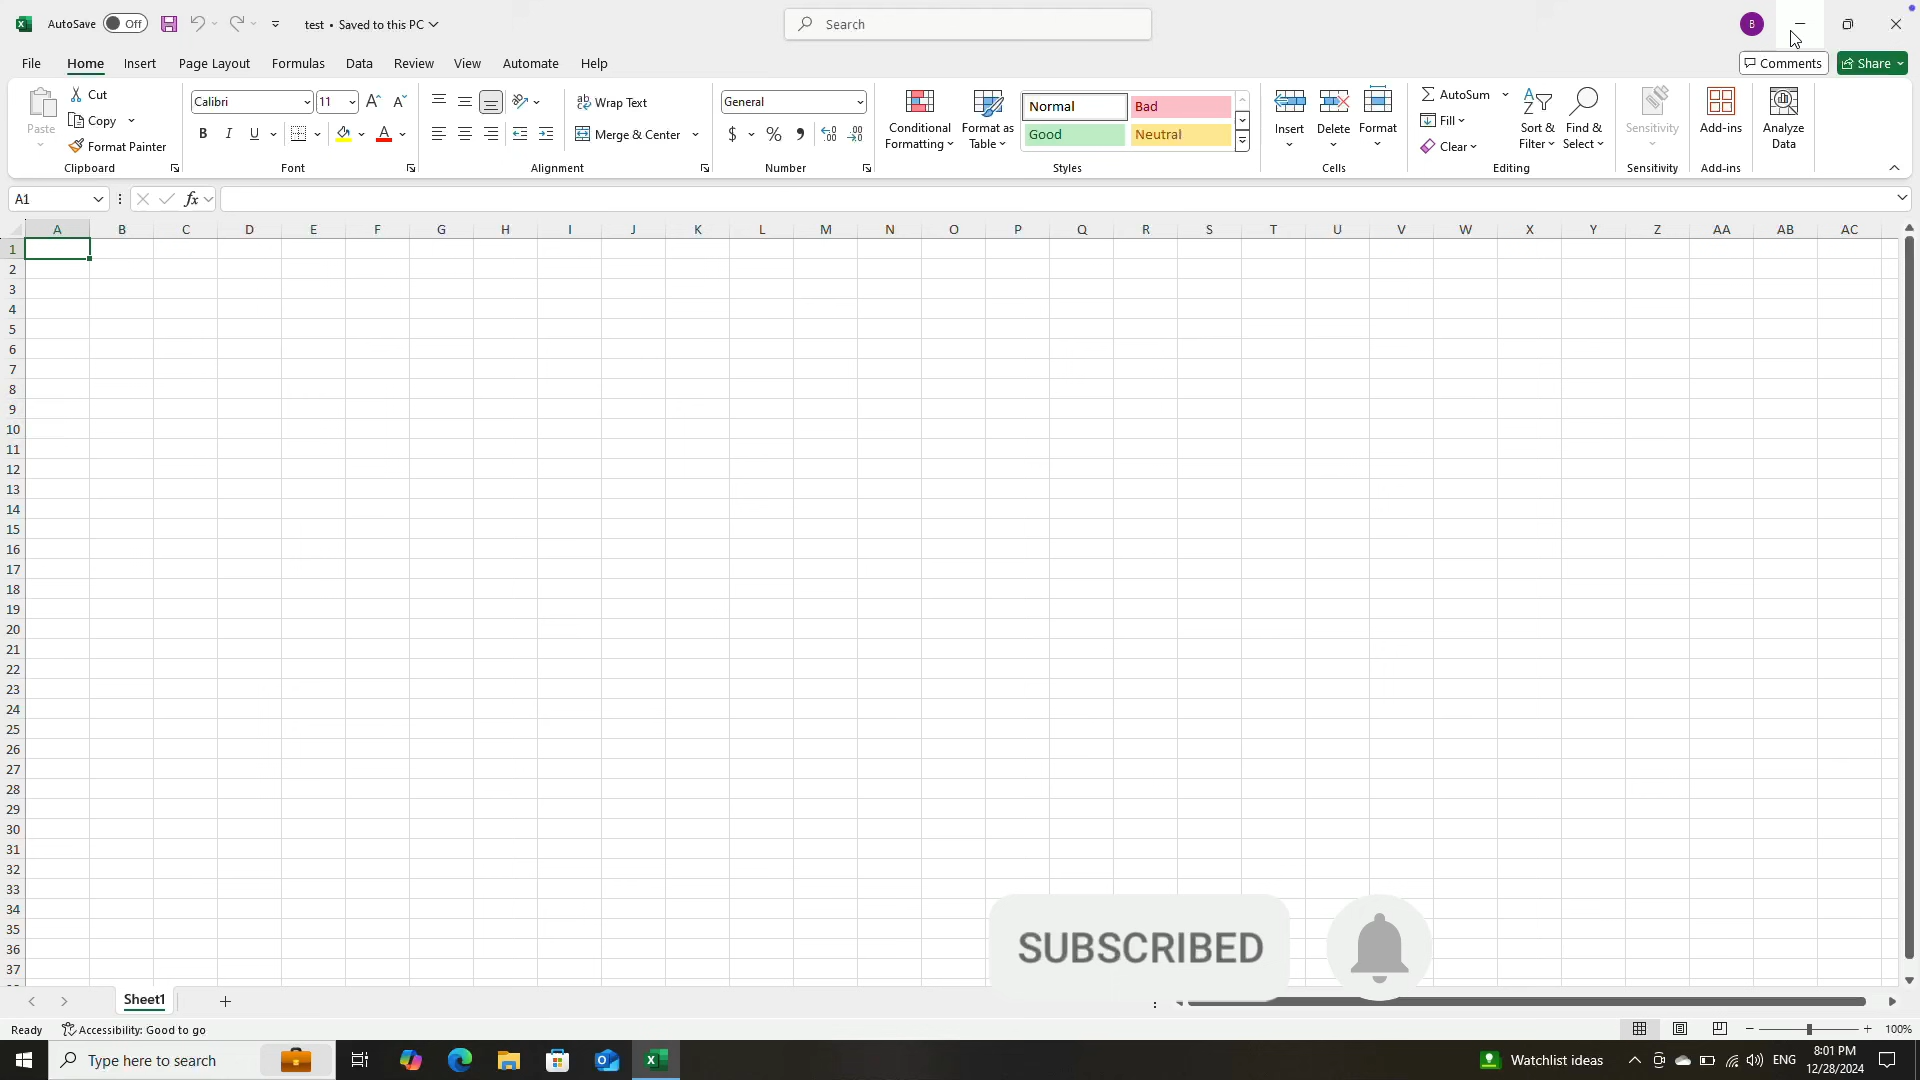 AutoSave Off test • Saved to this PC Search B
File Home Insert Page Layout Formulas Data Review View Automate Help Comments Share
Paste Cut Copy Format Painter Clipboard
Calibri 11 B I U A Font
ab Wrap Text Merge & Center Alignment
General $ % , Number
Conditional Formatting Format as Table Normal Bad Good Neutral Styles
Insert Delete Format Cells
AutoSum Fill Clear Sort & Filter Find & Select Editing
Sensitivity Sensitivity
Add-ins Add-ins
Analyze Data
A1 fx
A B C D E F G H I J K L M N O P Q R S T U V W X Y Z AA AB AC
1
2
3
4
5
6
7
8
9
10
11
12
13
14
15
16
17
18
19
20
21
22
23
24
25
26
27
28
29
30
31
32
33
34
35
36
37
SUBSCRIBED
Sheet1
Ready Accessibility: Good to go 100%
Type here to search Watchlist ideas ENG 8:01 PM
12/28/2024